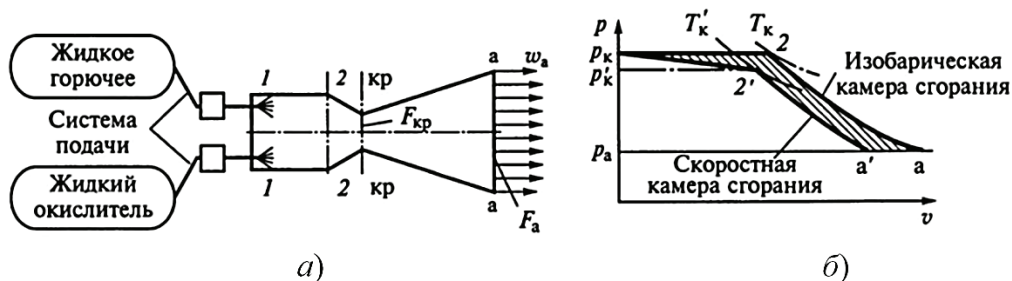 Жидкое
горючее
Система
подачи
Жидкий
окислитель
1
2
кр
a
w_a
F_кр
1
2
кр
a
F_a
а)
p
T'_к
T_к
2
p_к
p'_к
2'
Изобарическая
камера сгорания
p_a
Скоростная
камера сгорания
a'
a
v
б)